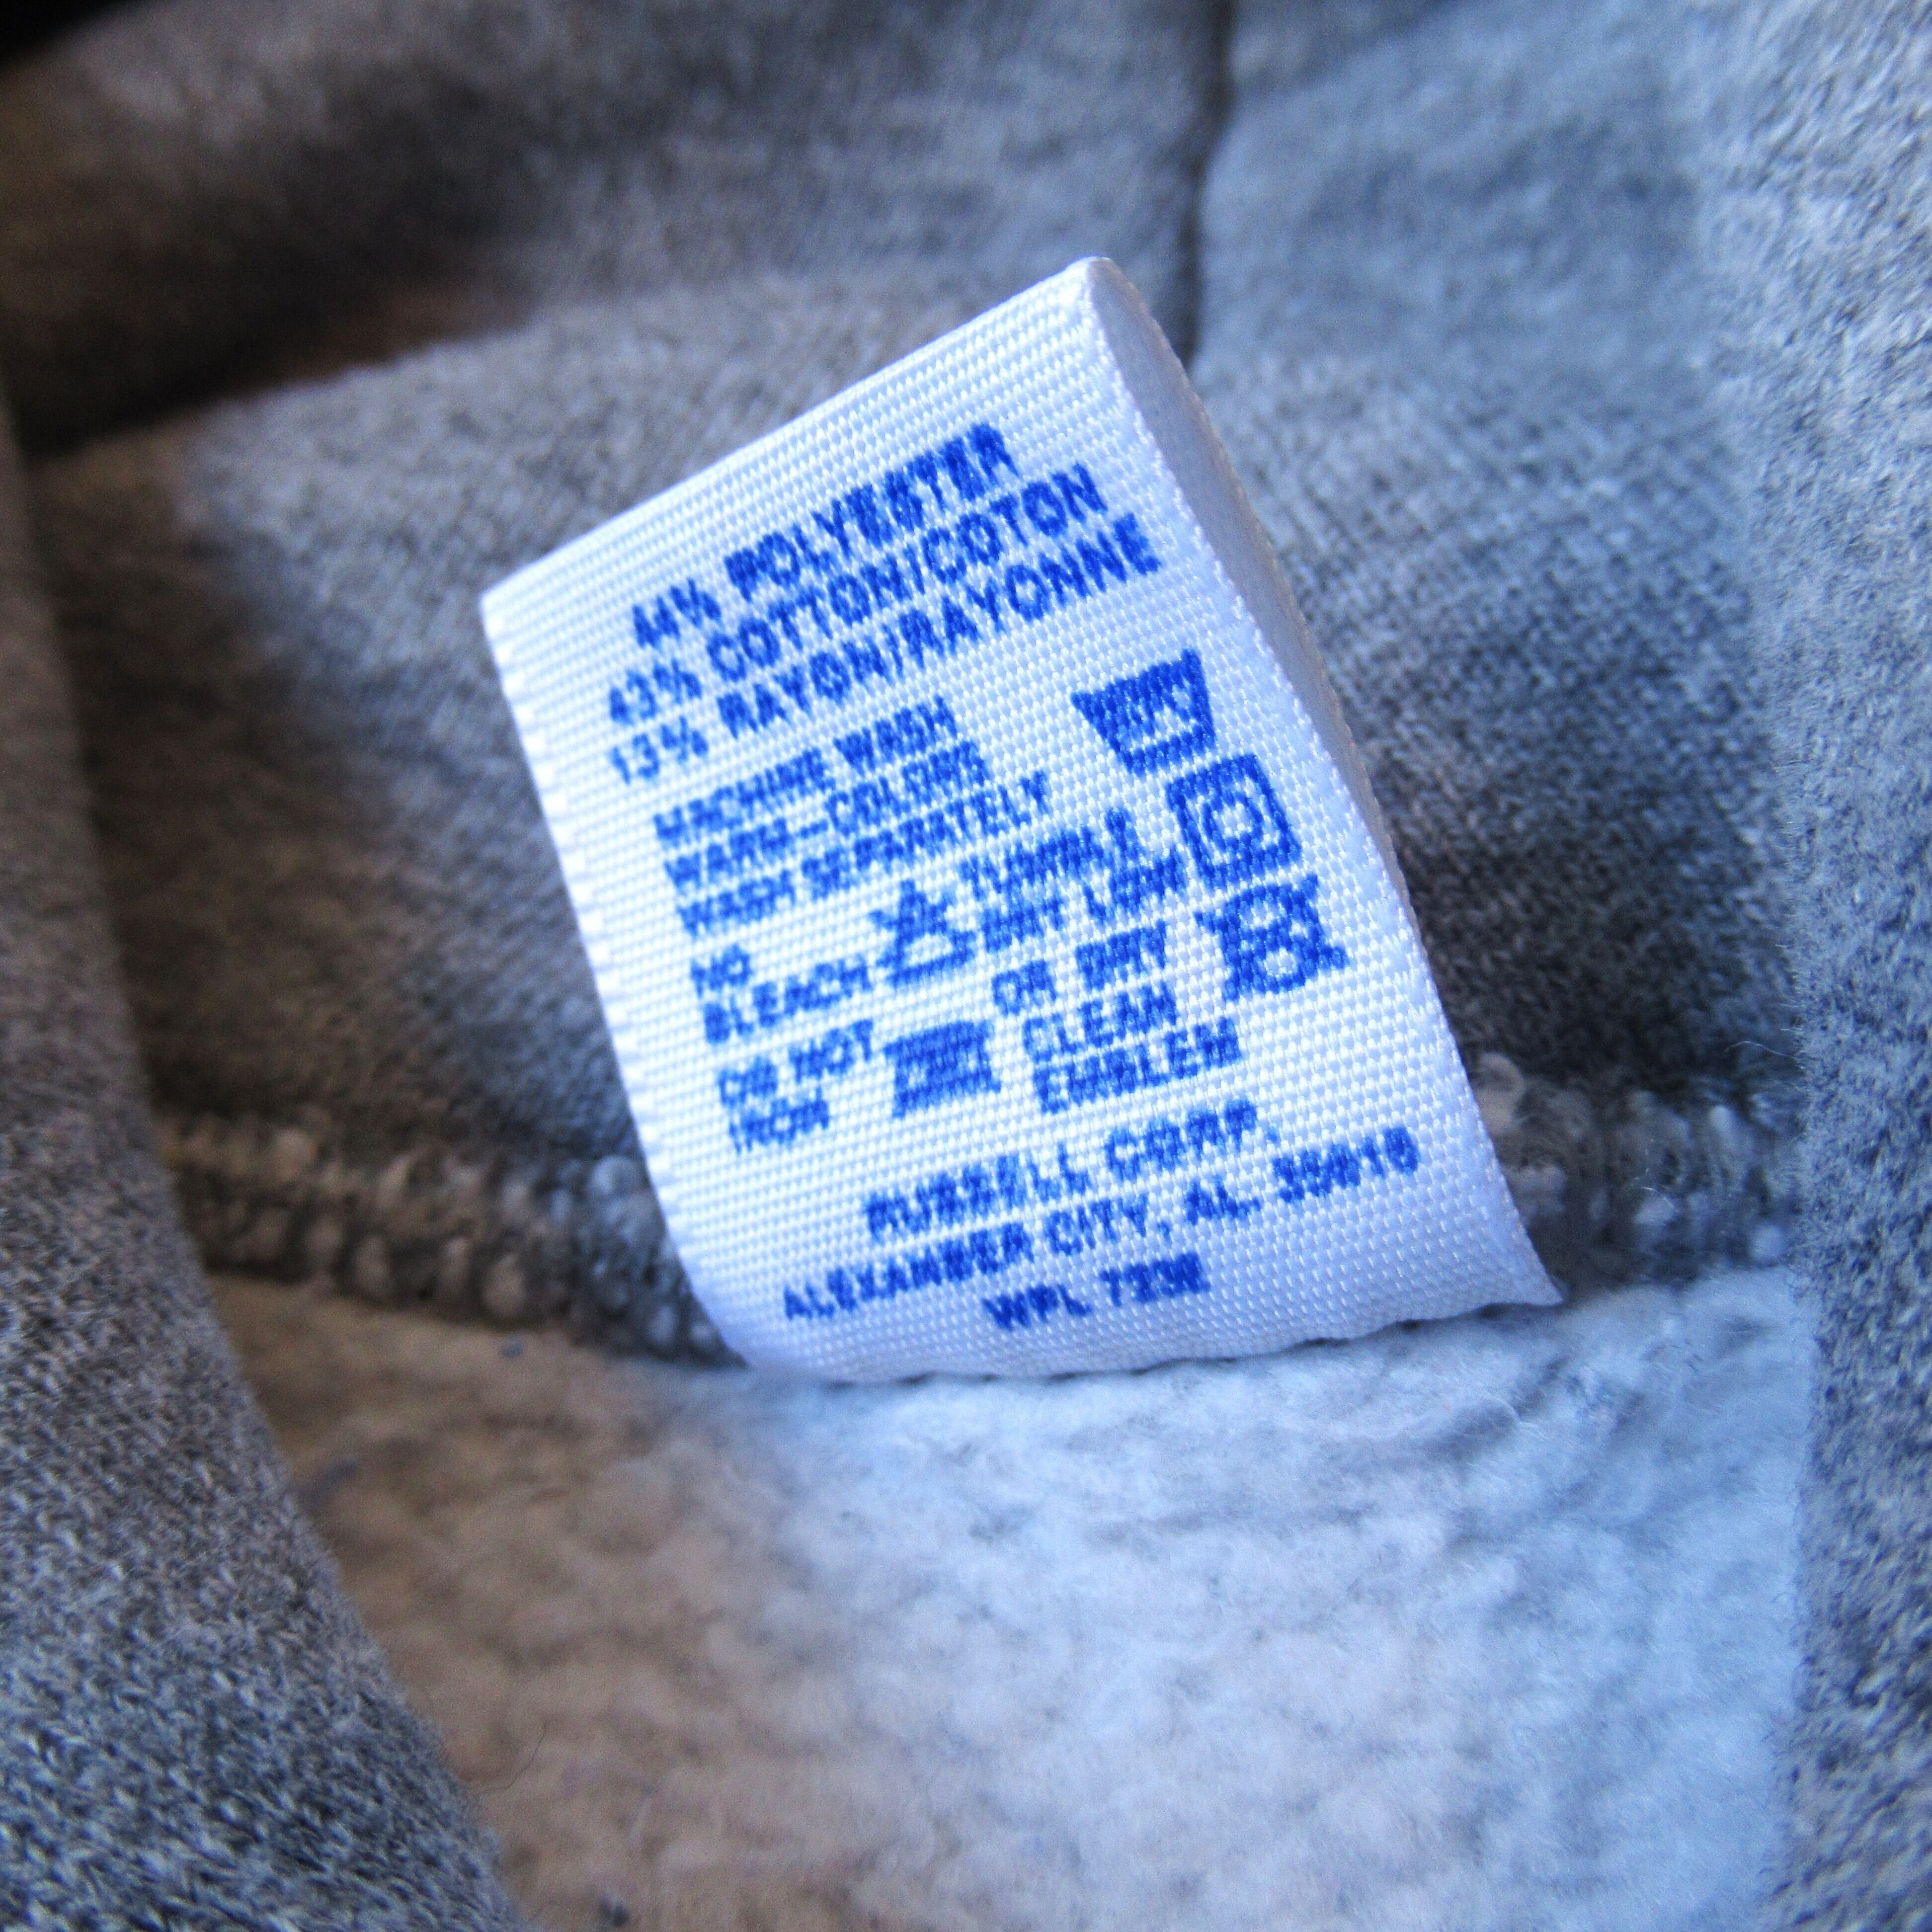 44% POLYESTER
43% COTTON/COTON
13% RAYON/RAYONNE
MACHINE WASH
WARM-COLORS
WASH SEPARATELY
NO
BLEACH
DO NOT
IRON
TUMBLE
DRY LOW
OR DRY
CLEAN
EMBLEM
RUSSELL CORP.
ALEXANDER CITY, AL. 35010
WPL